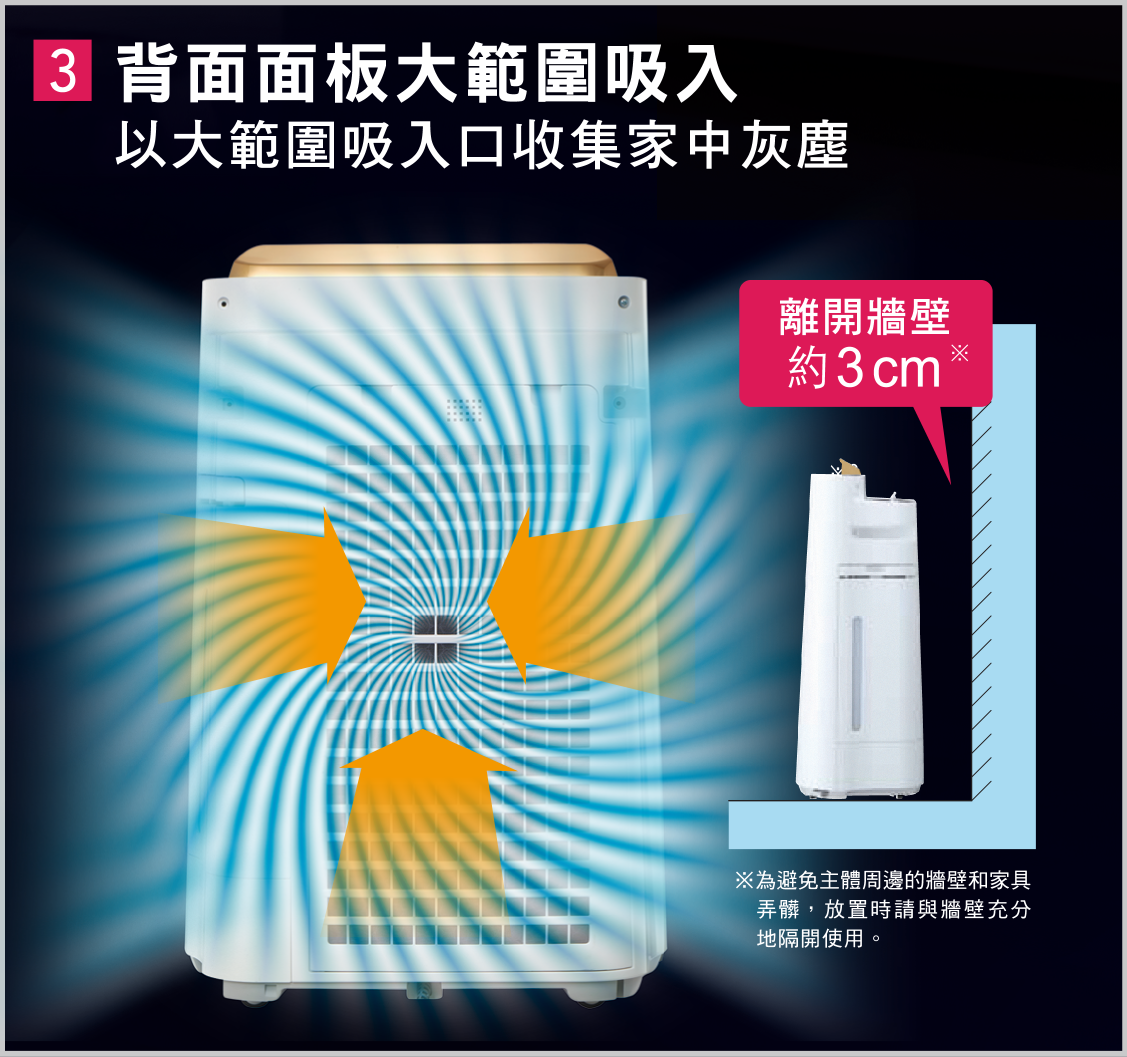 3 背面面板大範圍吸入
以大範圍吸入口收集家中灰塵
離開牆壁
約3cm※
※
※為避免主體周邊的牆壁和家具
弄髒，放置時請與牆壁充分
地隔開使用。